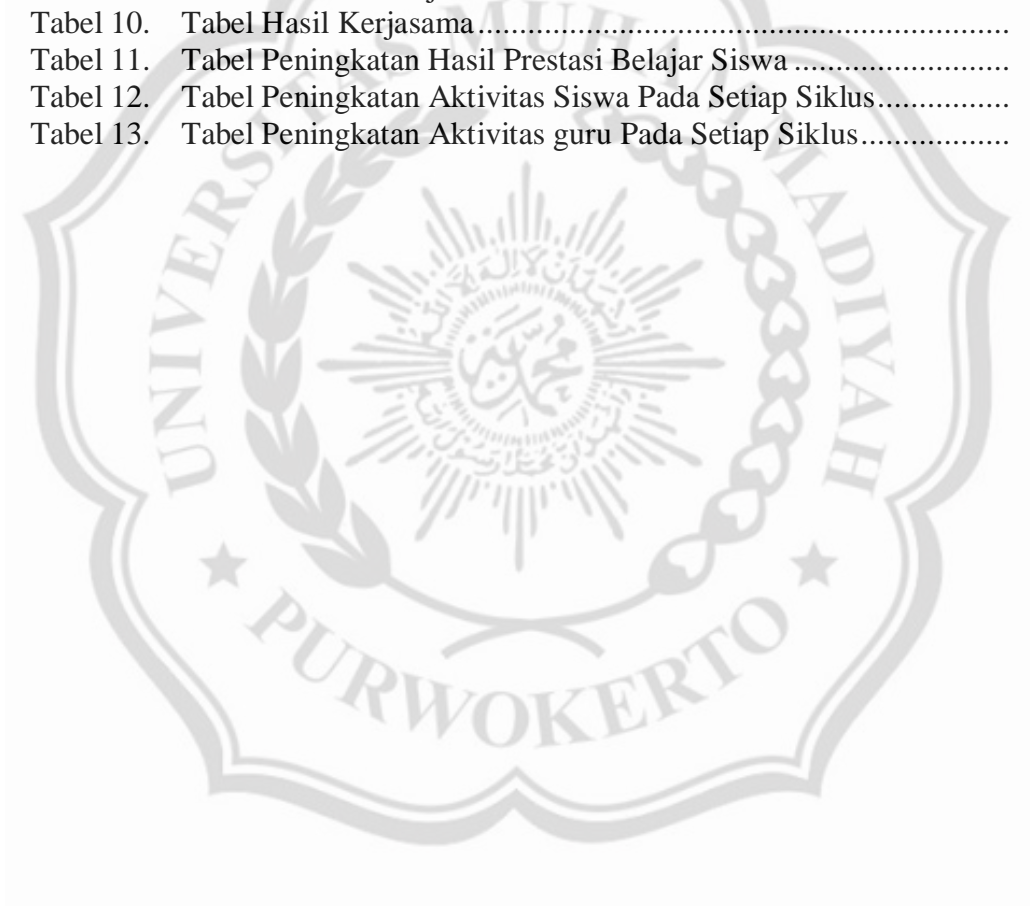 Tabel 10. Tabel Hasil Kerjasama.................................................................
Tabel 11. Tabel Peningkatan Hasil Prestasi Belajar Siswa .........................
Tabel 12. Tabel Peningkatan Aktivitas Siswa Pada Setiap Siklus................
Tabel 13. Tabel Peningkatan Aktivitas guru Pada Setiap Siklus.................
UNIVERSITAS MUHAMMADIYAH
PURWOKERTO
محمد